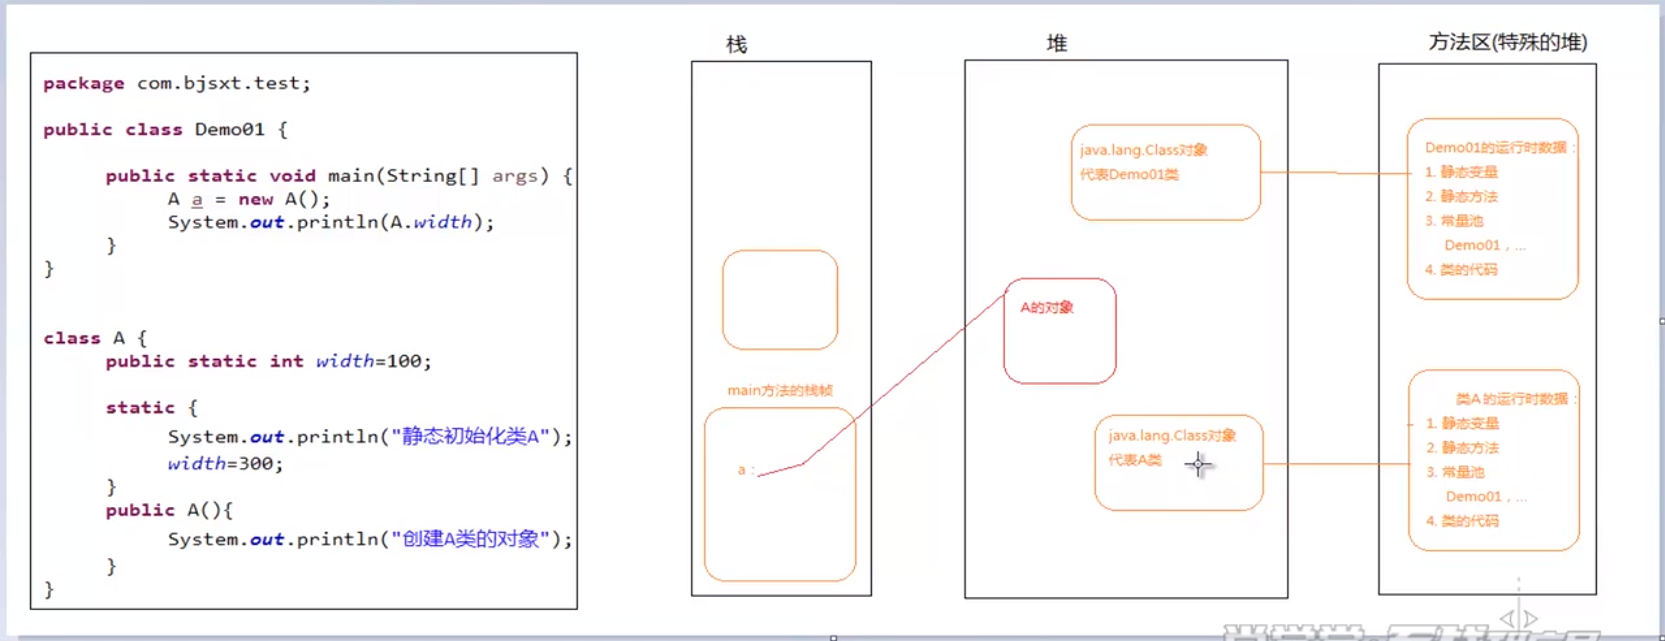 package com.bjsxt.test;
public class Demo01 {
public static void main(String[] args) {
A a = new A();
System.out.println(A.width);
}
}
class A {
public static int width=100;
static {
System.out.println("静态初始化类A");
width=300;
}
public A(){
System.out.println("创建A类的对象");
}
}
栈
main方法的栈帧
a：
堆
java.lang.Class对象
代表Demo01类
A的对象
java.lang.Class对象
代表A类
方法区(特殊的堆)
Demo01的运行时数据：
1. 静态变量
2. 静态方法
3. 常量池
Demo01，...
4. 类的代码
类A的运行时数据：
1. 静态变量
2. 静态方法
3. 常量池
Demo01，...
4. 类的代码